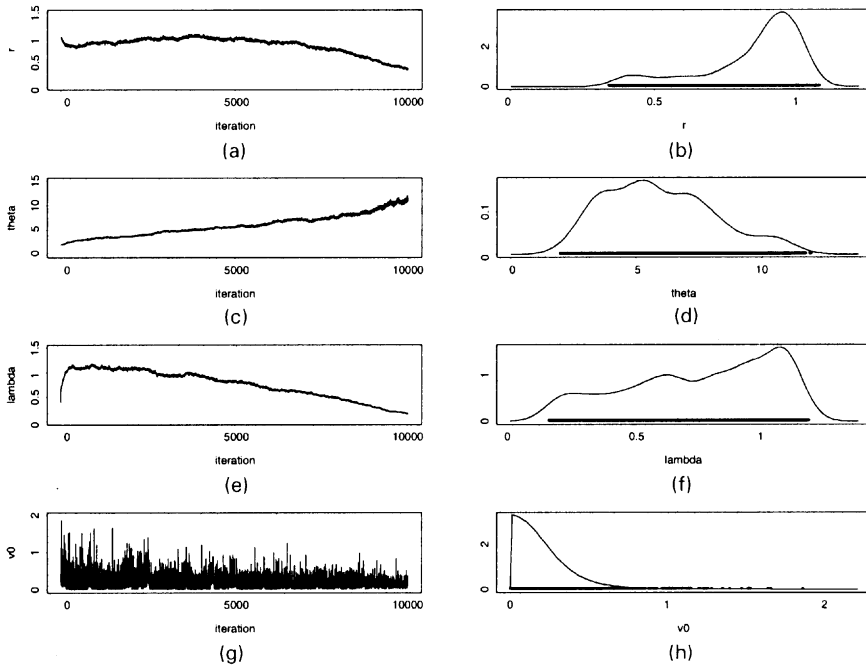 r
0 0.5 1.0 1.5
0 5000 10000
iteration
(a)
0 2
0 0.5 1
r
(b)
theta
0 5 10 15
0 5000 10000
iteration
(c)
0 0.1
0 5 10
theta
(d)
lambda
0 0.5 1 1.5
0 5000 10000
iteration
(e)
0 1
0 0.5 1
lambda
(f)
v0
0 1 2
0 5000 10000
iteration
(g)
0 2
0 1 2
v0
(h)